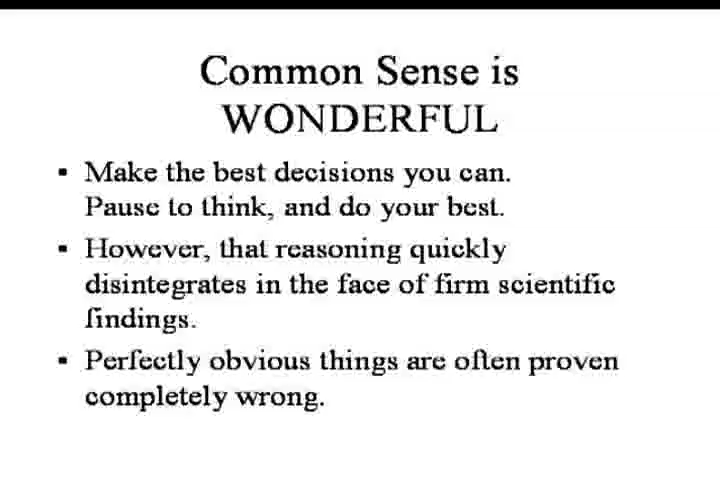 Common Sense is
WONDERFUL
▪ Make the best decisions you can.
Pause to think, and do your best.
▪ However, that reasoning quickly
disintegrates in the face of firm scientific
findings.
▪ Perfectly obvious things are often proven
completely wrong.